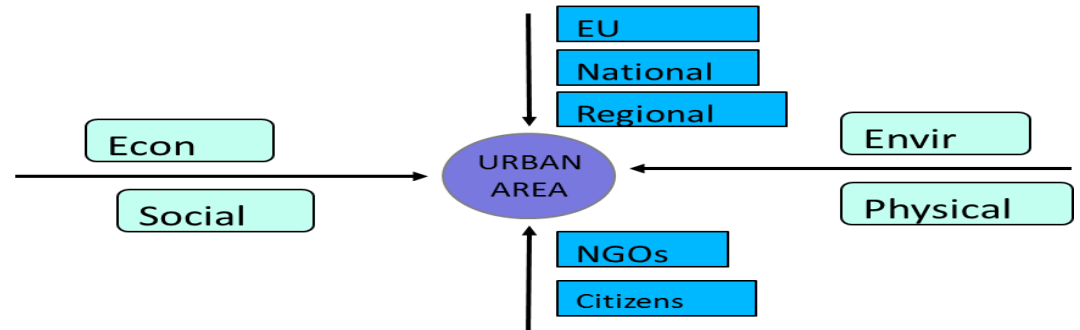 EU
National
Regional
Econ
Social
URBAN
AREA
Envir
Physical
NGOs
Citizens